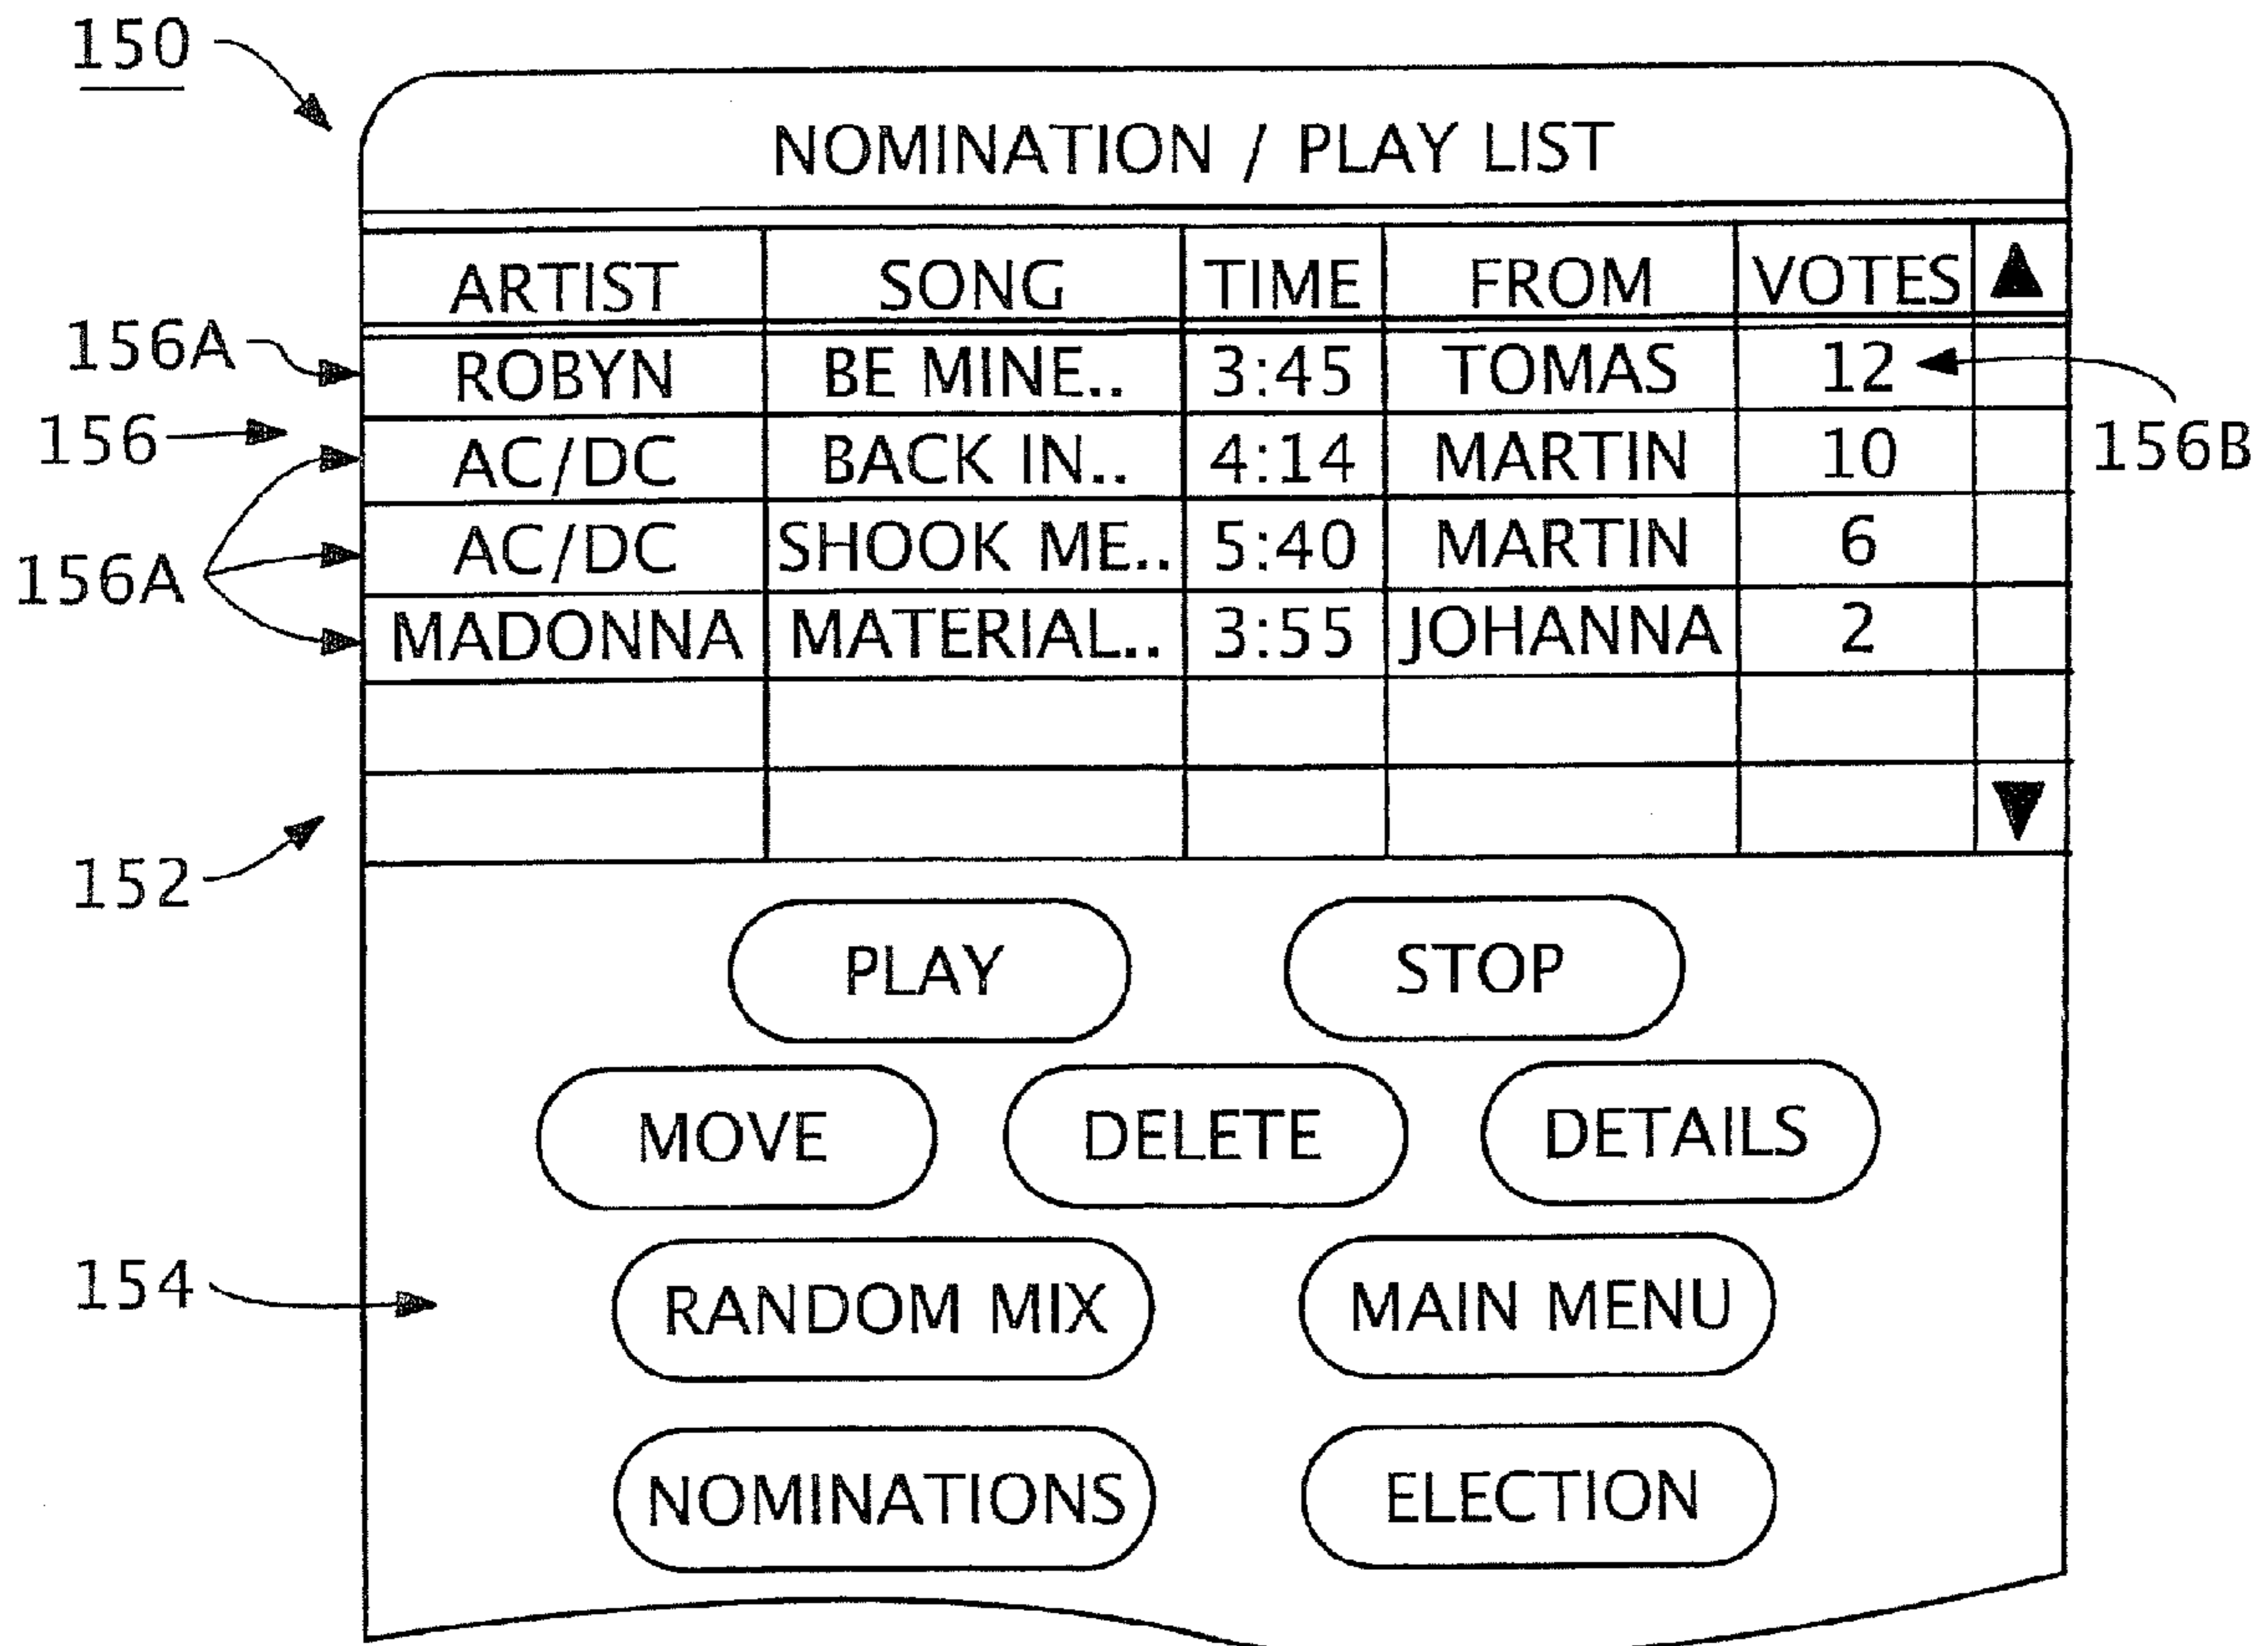 150
NOMINATION / PLAY LIST
ARTIST SONG TIME FROM VOTES
156A ROBYN BE MINE.. 3:45 TOMAS 12
156 AC/DC BACK IN.. 4:14 MARTIN 10 156B
156A AC/DC SHOOK ME.. 5:40 MARTIN 6
MADONNA MATERIAL.. 3:55 JOHANNA 2
152
PLAY STOP
MOVE DELETE DETAILS
154 RANDOM MIX MAIN MENU
NOMINATIONS ELECTION